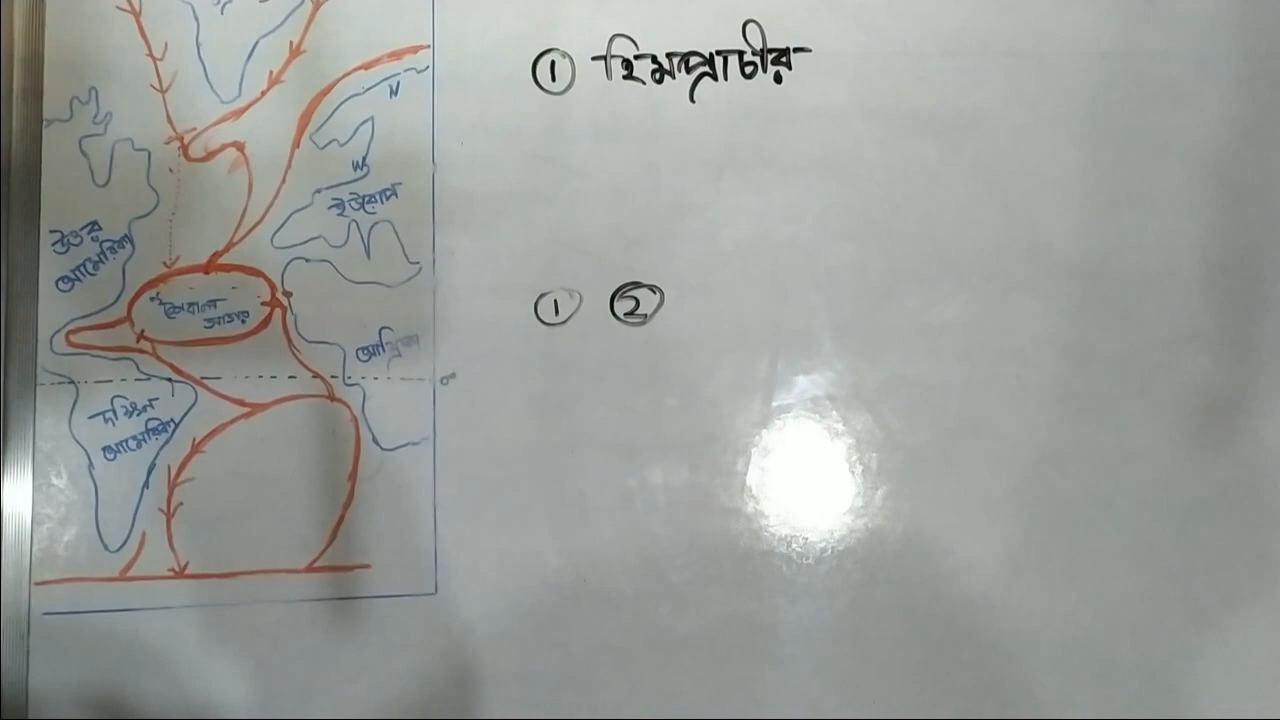 ① হিমপ্রাচীর
N
W
ইউরোপ
উত্তর
আমেরিকা
শৈবাল
সাগর
আফ্রিকা
0°
দক্ষিণ
আমেরিকা
① ②